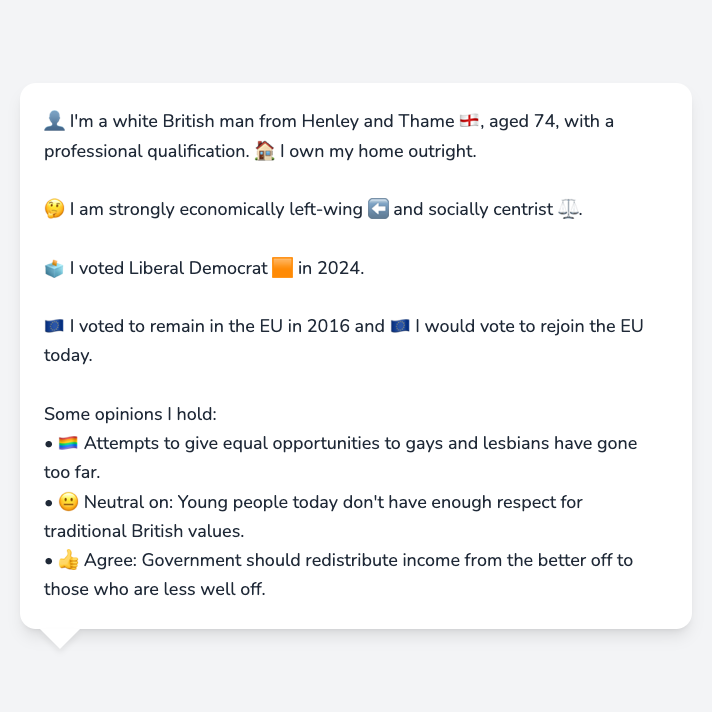 👤 I'm a white British man from Henley and Thame 🏴󠁧󠁢󠁥󠁮󠁧󠁿, aged 74, with a
professional qualification. 🏠 I own my home outright.
🤔 I am strongly economically left-wing ⬅️ and socially centrist ⚖️.
🗳️ I voted Liberal Democrat 🟧 in 2024.
🇪🇺 I voted to remain in the EU in 2016 and 🇪🇺 I would vote to rejoin the EU
today.
Some opinions I hold:
• 🏳️‍🌈 Attempts to give equal opportunities to gays and lesbians have gone
too far.
• 😐 Neutral on: Young people today don't have enough respect for
traditional British values.
• 👍 Agree: Government should redistribute income from the better off to
those who are less well off.